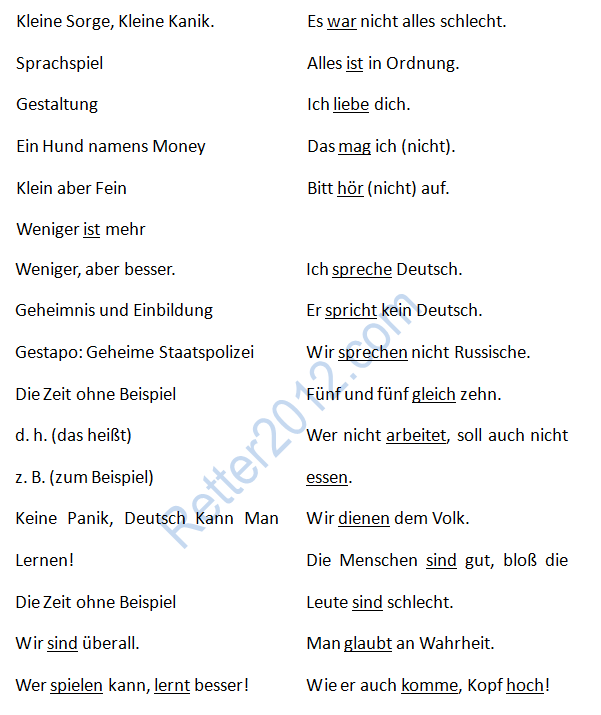 Kleine Sorge, Kleine Kanik.
Sprachspiel
Gestaltung
Ein Hund namens Money
Klein aber Fein
Weniger ist mehr
Weniger, aber besser.
Geheimnis und Einbildung
Gestapo: Geheime Staatspolizei
Die Zeit ohne Beispiel
d. h. (das heißt)
z. B. (zum Beispiel)
Keine Panik, Deutsch Kann Man
Lernen!
Die Zeit ohne Beispiel
Wir sind überall.
Wer spielen kann, lernt besser!
Es war nicht alles schlecht.
Alles ist in Ordnung.
Ich liebe dich.
Das mag ich (nicht).
Bitt hör (nicht) auf.
Ich spreche Deutsch.
Er spricht kein Deutsch.
Wir sprechen nicht Russische.
Fünf und fünf gleich zehn.
Wer nicht arbeitet, soll auch nicht
essen.
Wir dienen dem Volk.
Die Menschen sind gut, bloß die
Leute sind schlecht.
Man glaubt an Wahrheit.
Wie er auch komme, Kopf hoch!
Retter2012.com